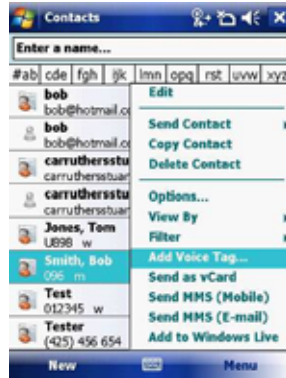 Contacts
Enter a name...
#ab cde fgh ijk lmn opq rst uvw xyz
bob
bob@hotmail.co
bob
bob@hotmail.co
carruthersstu
carruthersstuar
carruthersstu
carruthersstuar
Jones, Tom
U898 w
Smith, Bob
096 m
Test
012345 w
Tester
(425) 456 654
Edit
Send Contact
Copy Contact
Delete Contact
Options...
View By
Filter
Add Voice Tag...
Send as vCard
Send MMS (Mobile)
Send MMS (E-mail)
Add to Windows Live
New
Menu